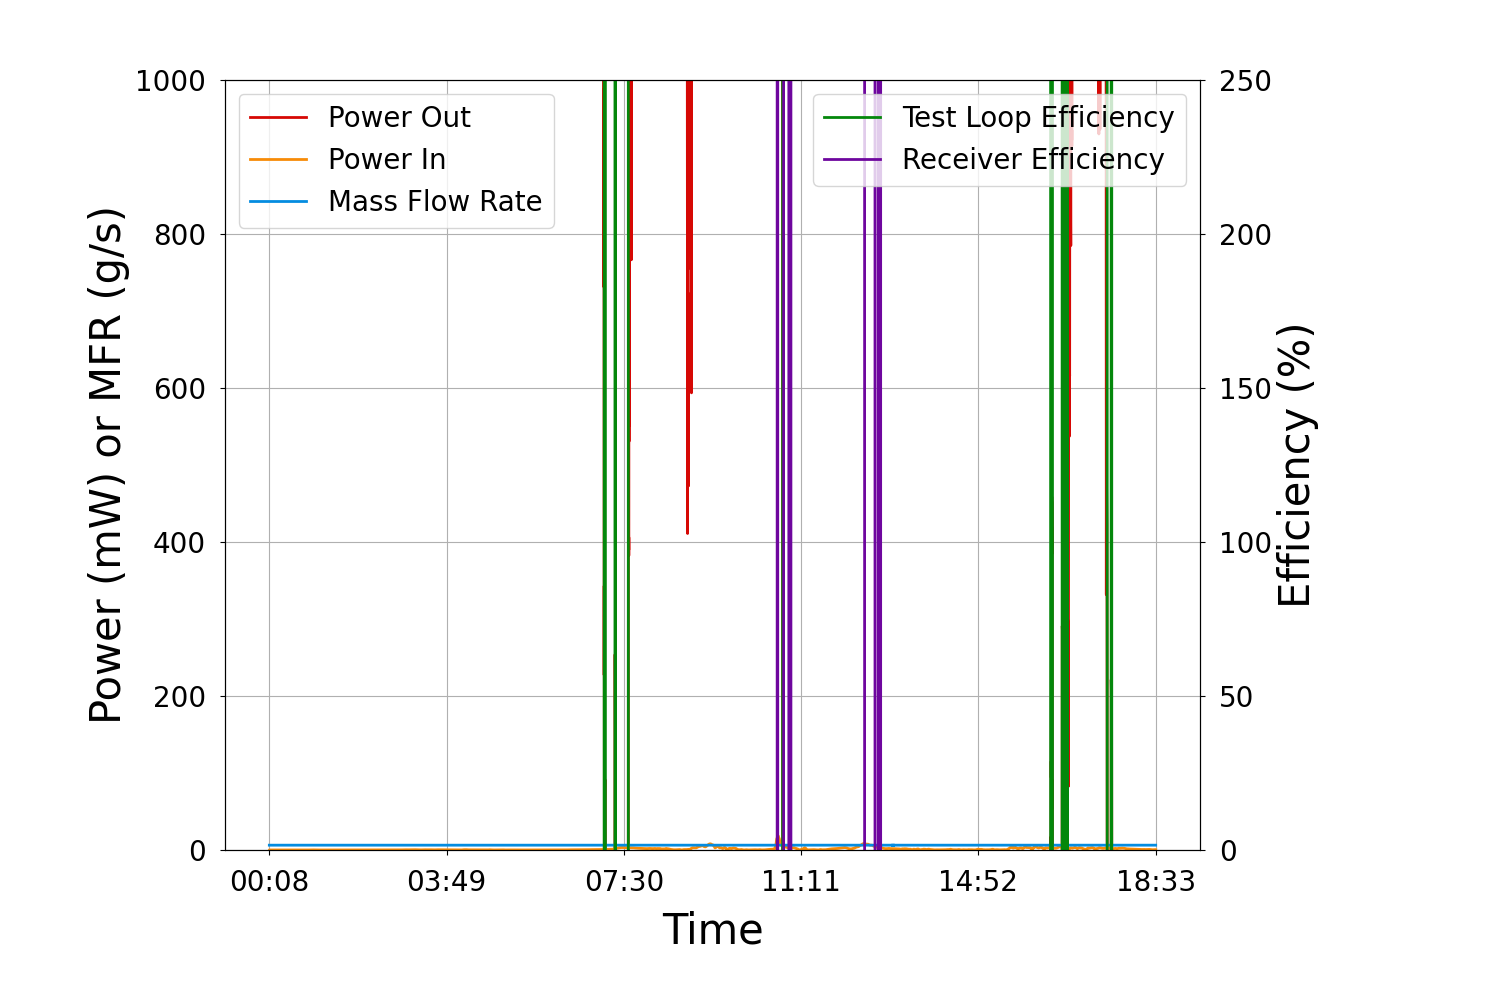 1000
800
600
400
200
0
Power (mW) or MFR (g/s)
Power Out
Power In
Mass Flow Rate
Test Loop Efficiency
Receiver Efficiency
250
200
150
100
50
0
Efficiency (%)
00:08 03:49 07:30 11:11 14:52 18:33
Time